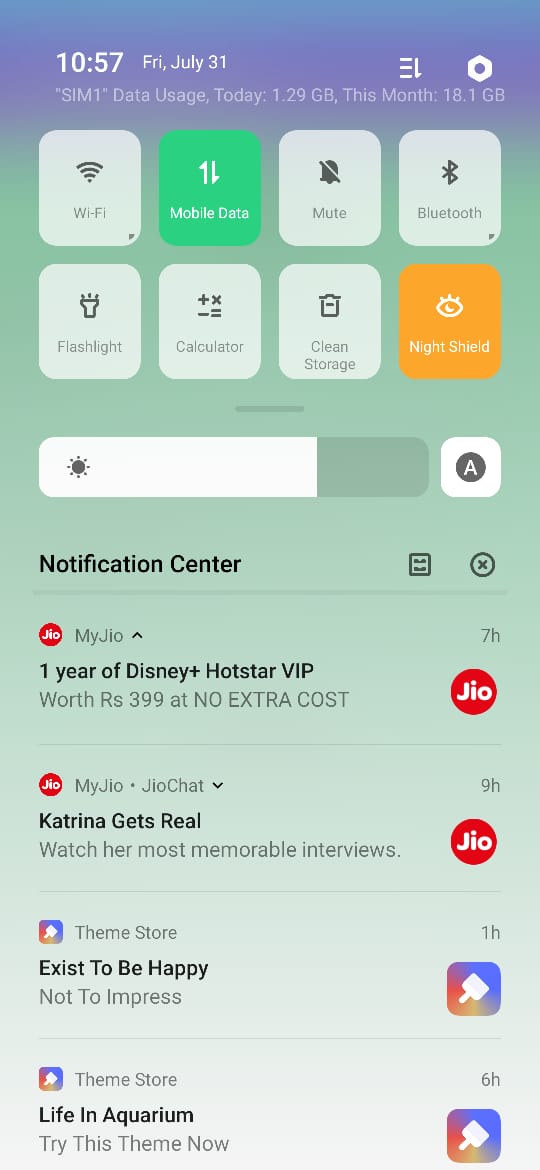 10:57 Fri, July 31
"SIM1" Data Usage, Today: 1.29 GB, This Month: 18.1 GB
Wi-Fi Mobile Data Mute Bluetooth
Flashlight Calculator Clean Storage Night Shield
A
Notification Center
Jio MyJio 7h
1 year of Disney+ Hotstar VIP
Worth Rs 399 at NO EXTRA COST
Jio
Jio MyJio • JioChat 9h
Katrina Gets Real
Watch her most memorable interviews.
Jio
Theme Store 1h
Exist To Be Happy
Not To Impress
Theme Store 6h
Life In Aquarium
Try This Theme Now